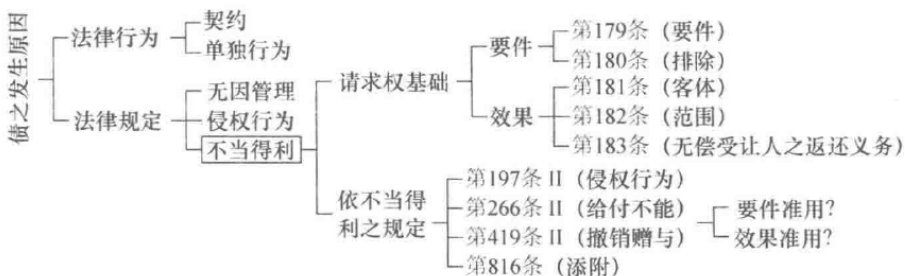 债之发生原因
法律行为
契约
单独行为
法律规定
无因管理
侵权行为
不当得利
请求权基础
要件
第179条（要件）
第180条（排除）
效果
第181条（客体）
第182条（范围）
第183条（无偿受让人之返还义务）
依不当得
利之规定
第197条 II（侵权行为）
第266条 II（给付不能）
第419条 II（撤销赠与）
第816条（添附）
要件准用？
效果准用？